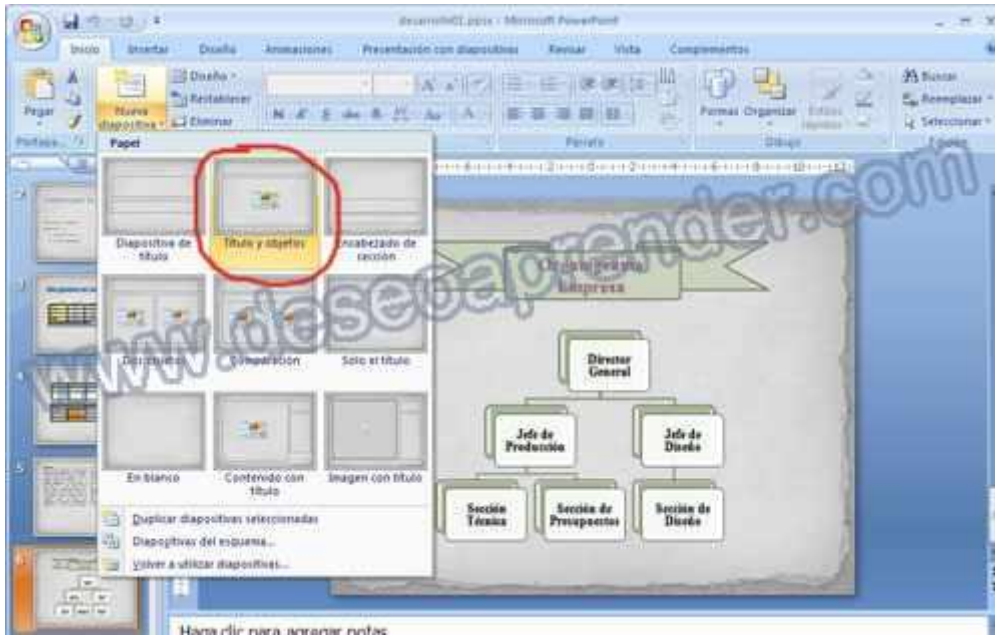 desarrollo01.pptx - Microsoft PowerPoint
Inicio Insertar Diseño Animaciones Presentación con diapositivas Revisar Vista Complementos
Pegar
Nueva diapositiva
Diseño
Restablecer
Eliminar
Formas Organizar Estilos rápidos
Buscar
Reemplazar
Seleccionar
Párrafo
Dibujo
Papel
Diapositiva de título
Título y objetos
Encabezado de sección
Dos objetos
Comparación
Sólo el título
En blanco
Contenido con título
Imagen con título
Duplicar diapositivas seleccionadas
Diapositivas del esquema...
Volver a utilizar diapositivas...
Organigrama
Empresa
Director
General
Jefe de
Producción
Jefe de
Diseño
Sección
Técnica
Sección de
Presupuestos
Sección de
Diseño
Haga clic para agregar notas
www.deseoaprender.com